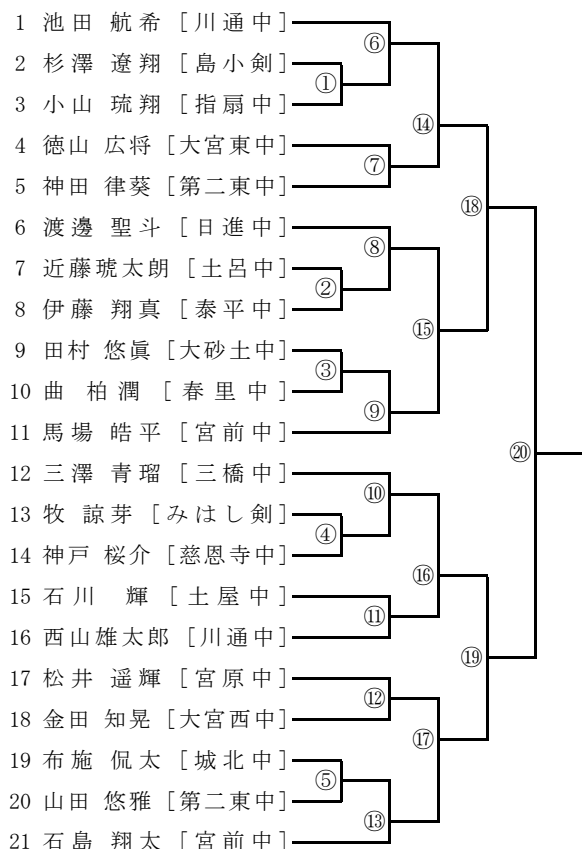 1 池田 航希 [川通中]
2 杉澤 遼翔 [島小剣]
3 小山 琉翔 [指扇中]
4 徳山 広将 [大宮東中]
5 神田 律葵 [第二東中]
6 渡邊 聖斗 [日進中]
7 近藤琥太朗 [土呂中]
8 伊藤 翔真 [泰平中]
9 田村 悠眞 [大砂土中]
10 曲 柏潤 [春里中]
11 馬場 皓平 [宮前中]
12 三澤 青瑠 [三橋中]
13 牧 諒芽 [みはし剣]
14 神戸 桜介 [慈恩寺中]
15 石川 輝 [土屋中]
16 西山雄太郎 [川通中]
17 松井 遥輝 [宮原中]
18 金田 知晃 [大宮西中]
19 布施 侃太 [城北中]
20 山田 悠雅 [第二東中]
21 石島 翔太 [宮前中]
①
②
③
④
⑤
⑥
⑦
⑧
⑨
⑩
⑪
⑫
⑬
⑭
⑮
⑯
⑰
⑱
⑲
⑳